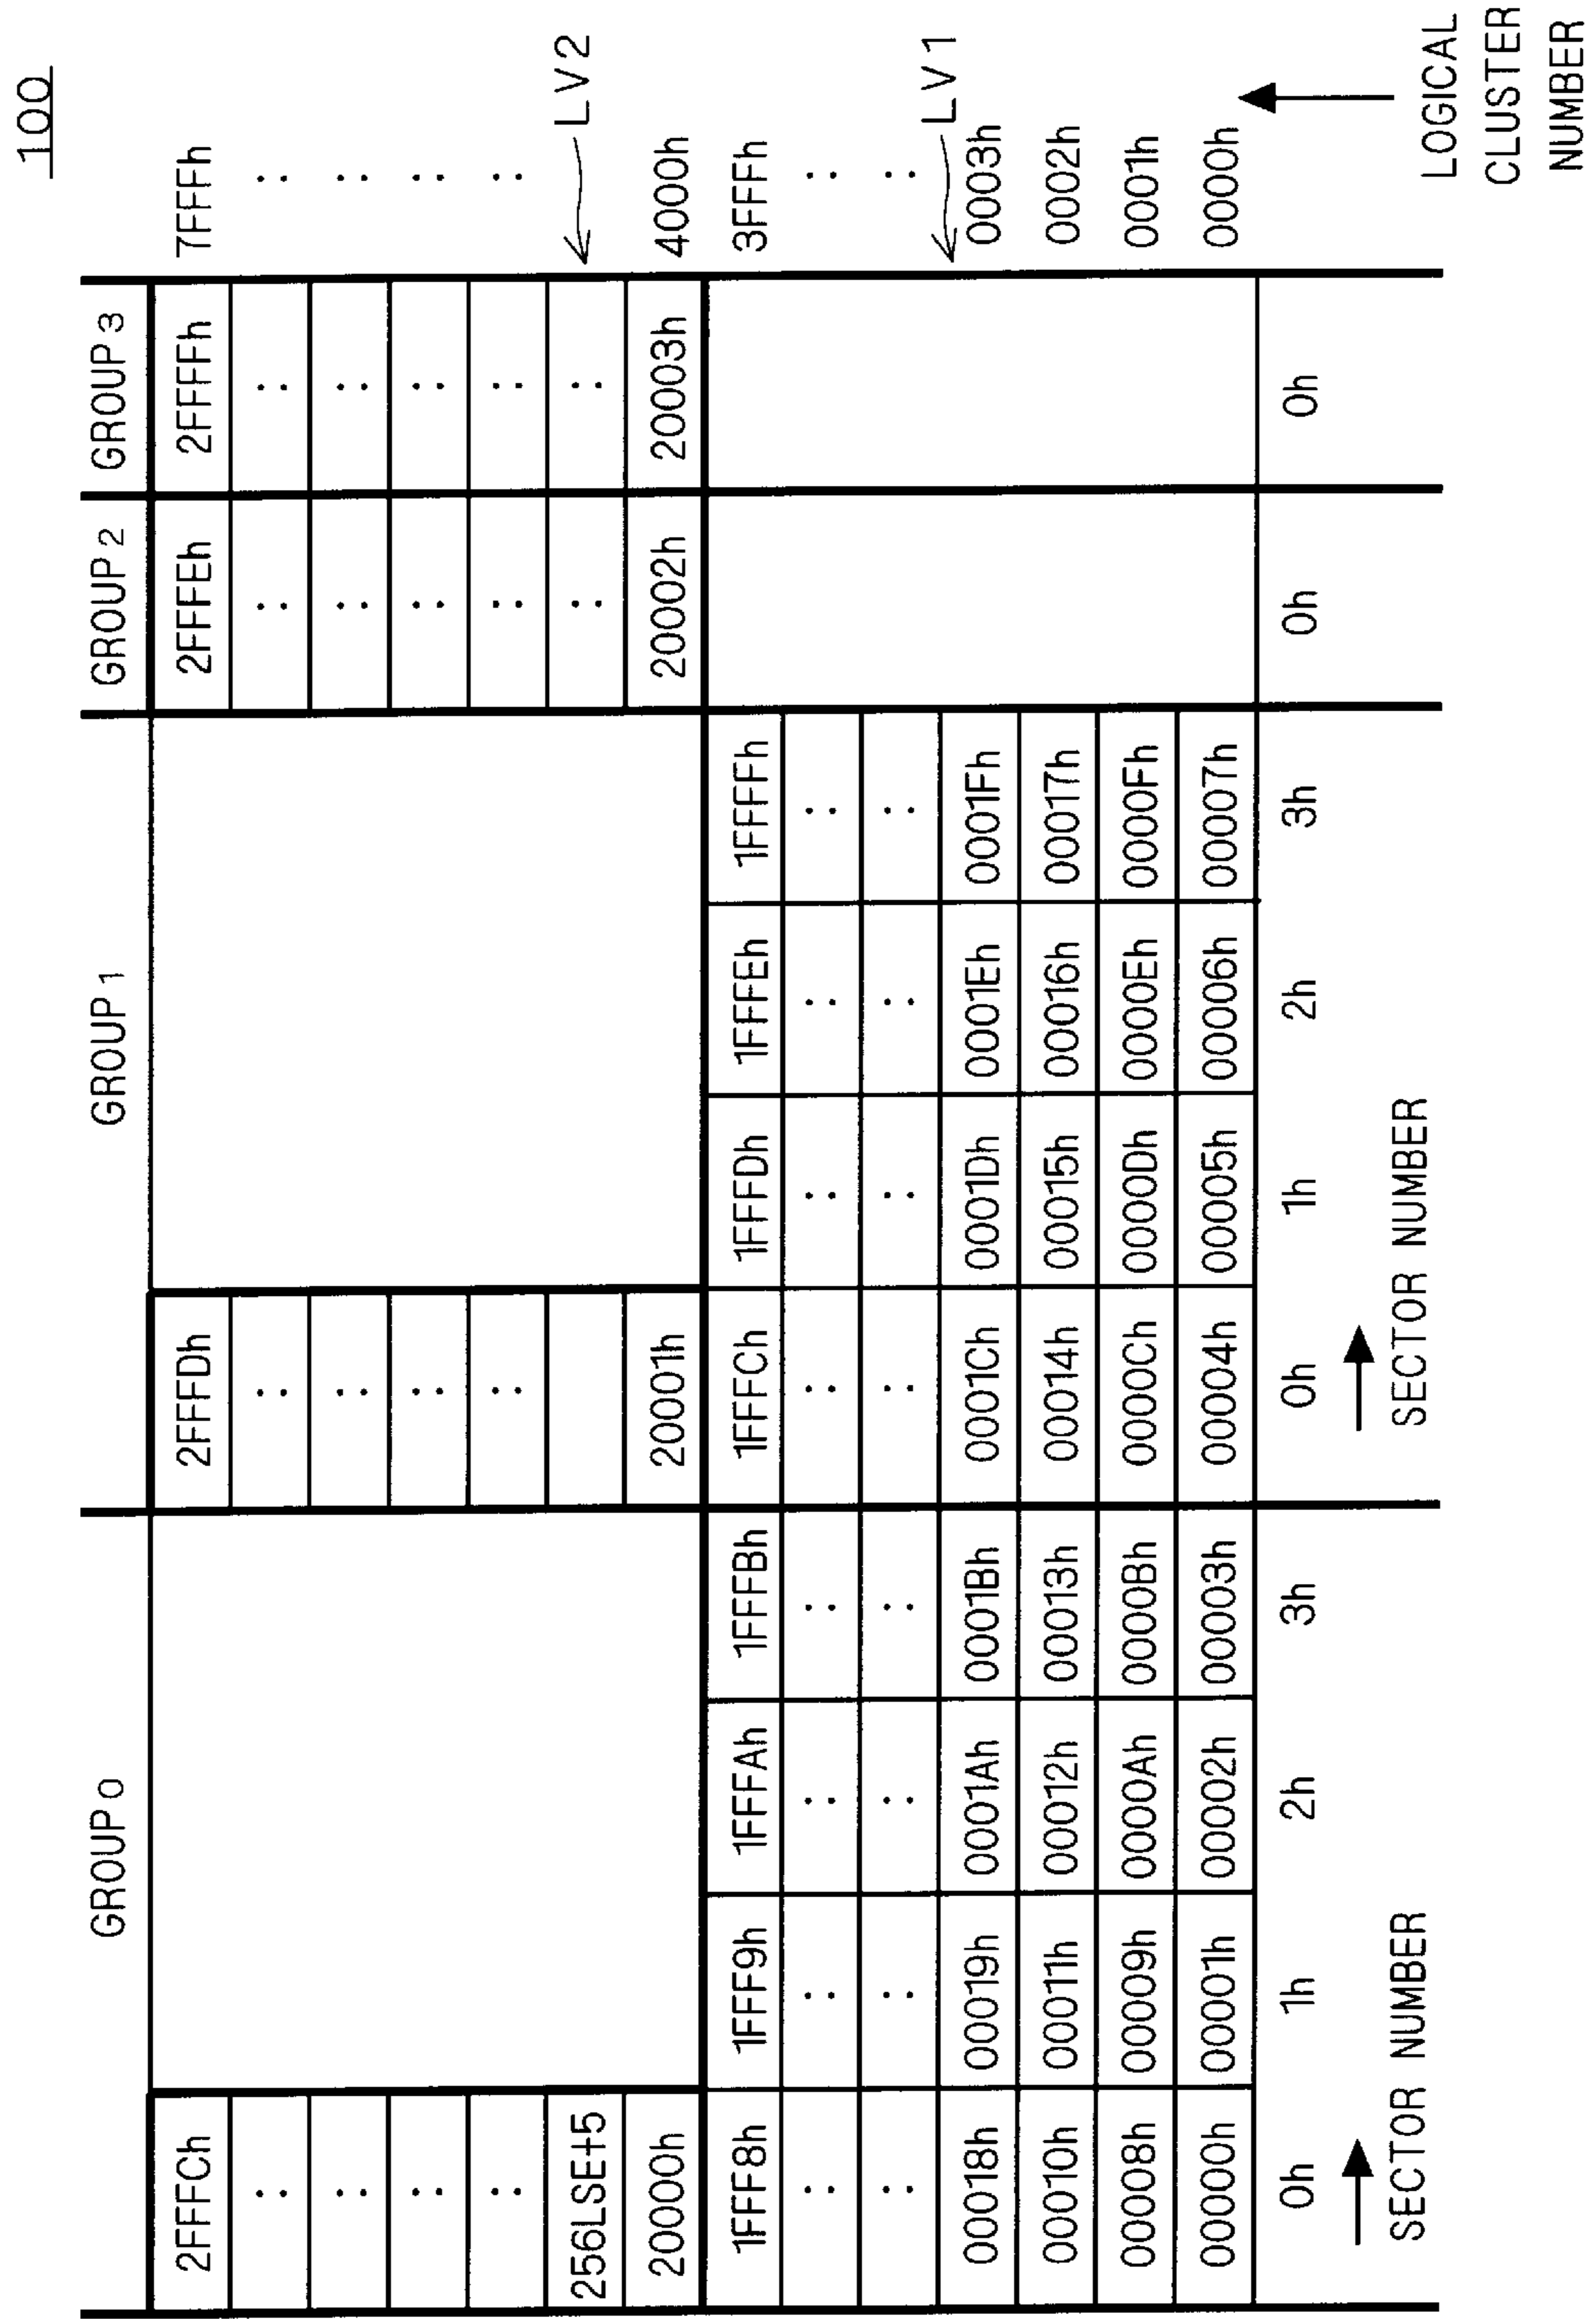 100
GROUP 0 GROUP 1 GROUP 2 GROUP 3
2FFFCh 2FFFDh 2FFFEh 2FFFFh 7FFFh
: : : : :
: : : : :
: : : : :
: : : : :
256LSE+5 : : LV2
20000h 20001h 20002h 20003h 4000h
1FFF8h 1FFF9h 1FFFAh 1FFFBh 1FFFCh 1FFFDh 1FFFEh 1FFFFh 3FFFh
: : : : : : : : :
: : : : : : : : :
LV1
00018h 00019h 0001Ah 0001Bh 0001Ch 0001Dh 0001Eh 0001Fh 0003h
00010h 00011h 00012h 00013h 00014h 00015h 00016h 00017h 0002h
00008h 00009h 0000Ah 0000Bh 0000Ch 0000Dh 0000Eh 0000Fh 0001h
00000h 00001h 00002h 00003h 00004h 00005h 00006h 00007h 0000h
0h 1h 2h 3h 0h 1h 2h 3h 0h 0h
SECTOR NUMBER SECTOR NUMBER
LOGICAL
CLUSTER
NUMBER